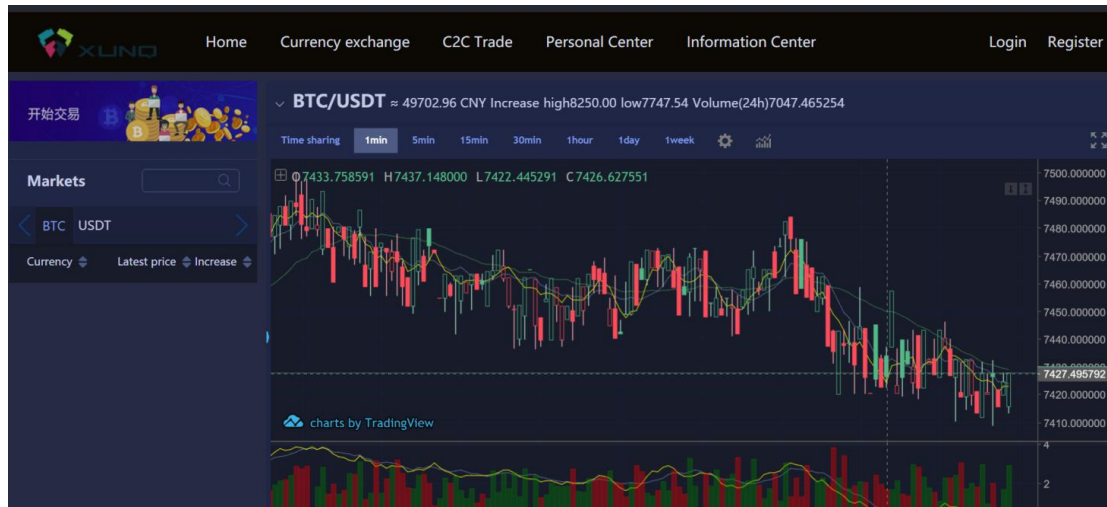 XUNQ Home Currency exchange C2C Trade Personal Center Information Center Login Register
开始交易
BTC/USDT ≈ 49702.96 CNY Increase high8250.00 low7747.54 Volume(24h)7047.465254
Time sharing 1min 5min 15min 30min 1hour 1day 1week
Markets
BTC USDT
Currency Latest price Increase
O7433.758591 H7437.148000 L7422.445291 C7426.627551
7500.000000
7490.000000
7480.000000
7470.000000
7460.000000
7450.000000
7440.000000
7427.495792
7420.000000
7410.000000
charts by TradingView
4
2